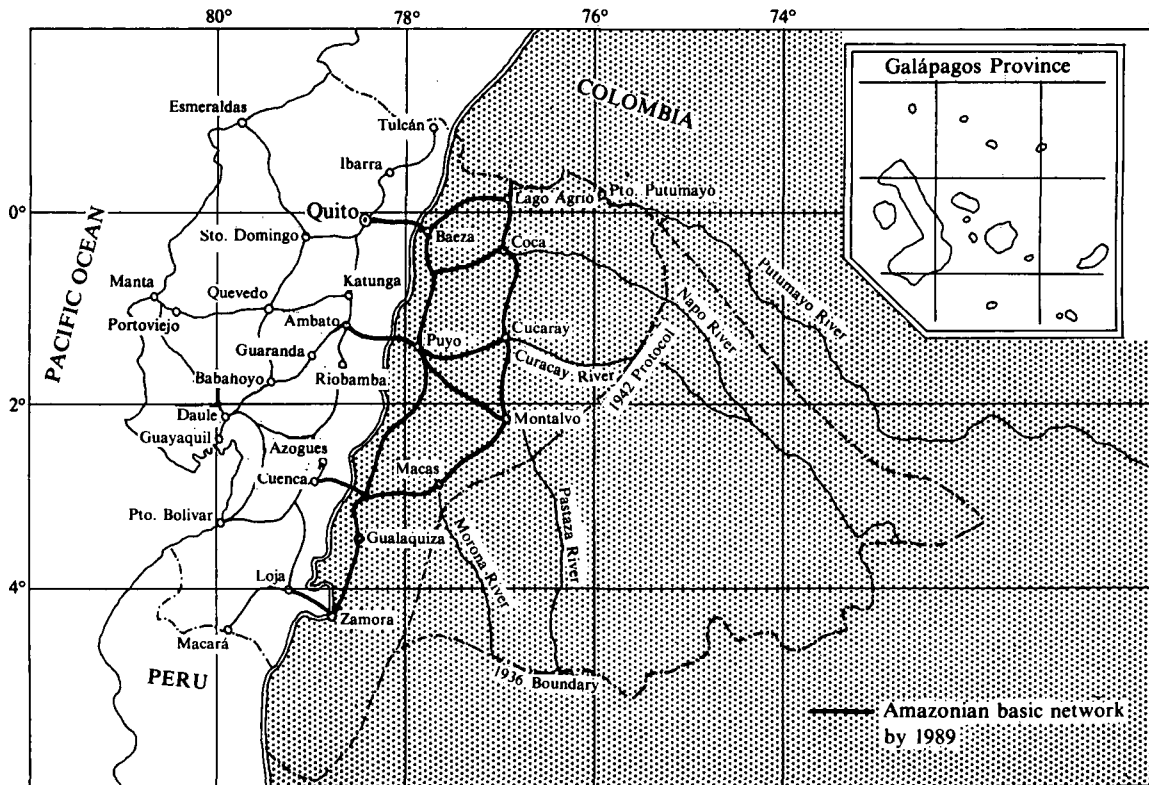 80°
78°
76°
74°
Galápagos Province
COLOMBIA
Esmeraldas
Tulcán
Ibarra
Lago Agrio
Pto. Putumayo
0°
Quito
Sto. Domingo
Baeza
Coca
PACIFIC OCEAN
Manta
Quevedo
Katunga
Portoviejo
Ambato
Putumayo River
Napo River
Puyo
Cucaray
Guaranda
Curacay River
1942 Protocol
Babahoyo
Riobamba
2°
Daule
Montalvo
Guayaquil
Azogues
Macas
Cuenca
Pto. Bolivar
Gualaquiza
Morona River
Pastaza River
Loja
4°
Zamora
Macará
PERU
1936 Boundary
Amazonian basic network
by 1989